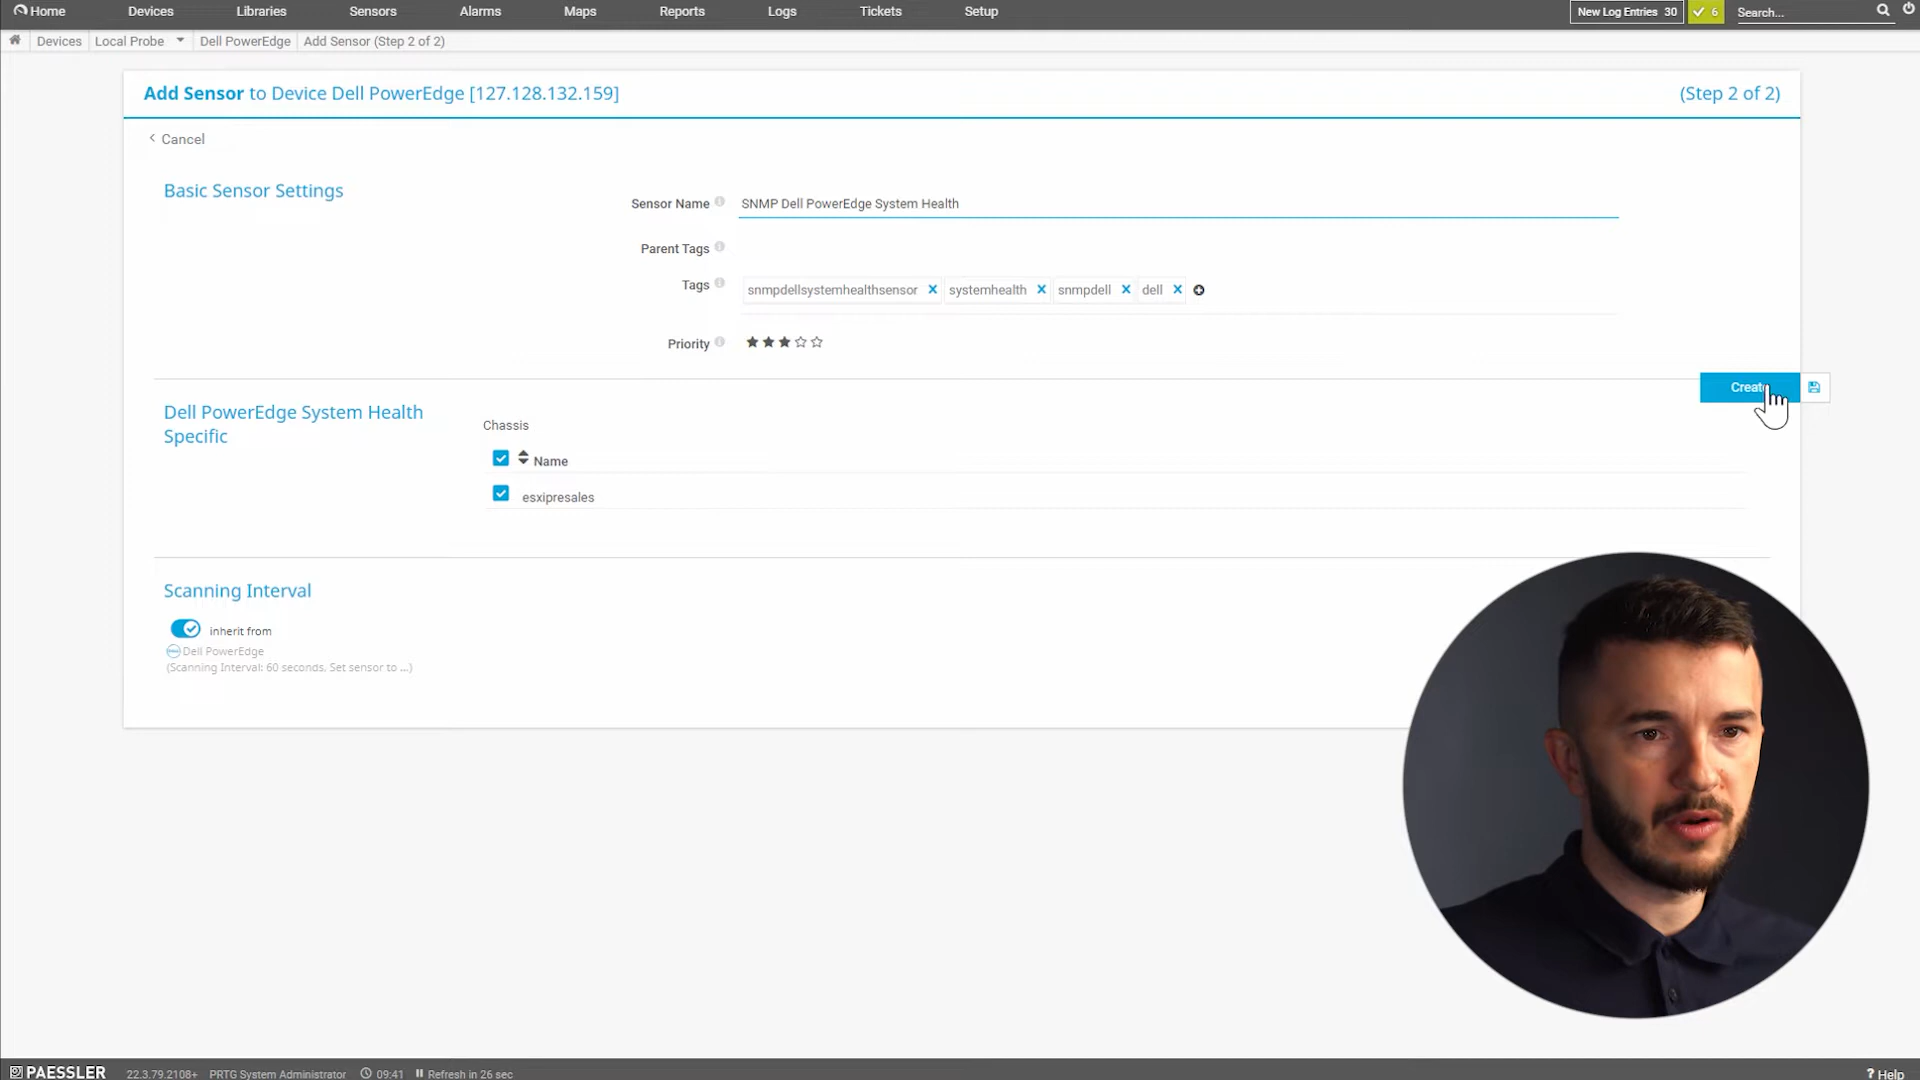 Home Devices Libraries Sensors Alarms Maps Reports Logs Tickets Setup New Log Entries 30 6 Search...
Devices Local Probe Dell PowerEdge Add Sensor (Step 2 of 2)
Add Sensor to Device Dell PowerEdge [127.128.132.159] (Step 2 of 2)
< Cancel
Basic Sensor Settings
Sensor Name SNMP Dell PowerEdge System Health
Parent Tags
Tags snmpdellsystemhealthsensor systemhealth snmpdell dell
Priority
Create
Dell PowerEdge System Health
Specific
Chassis
Name
esxipresales
Scanning Interval
inherit from
Dell PowerEdge
(Scanning Interval: 60 seconds, Set sensor to ...)
PAESSLER 22.3.79.2108+ PRTG System Administrator 09:41 Refresh in 26 sec ? Help